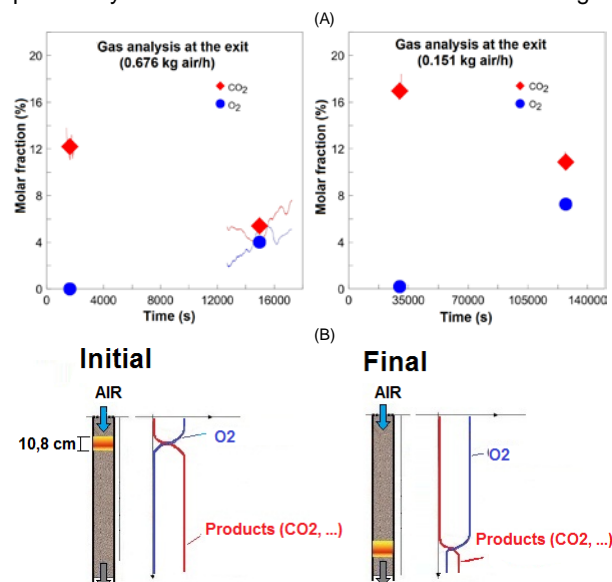 (A)
Gas analysis at the exit
(0.676 kg air/h)
CO2
O2
Molar fraction (%)
20
16
12
8
4
0
0 4000 8000 12000 16000
Time (s)
Gas analysis at the exit
(0.151 kg air/h)
CO2
O2
Molar fraction (%)
20
16
12
8
4
0
0 35000 70000 105000 140000
Time (s)
(B)
Initial
AIR
10,8 cm
O2
Products (CO2, ...)
Final
AIR
O2
Products (CO2, ...)